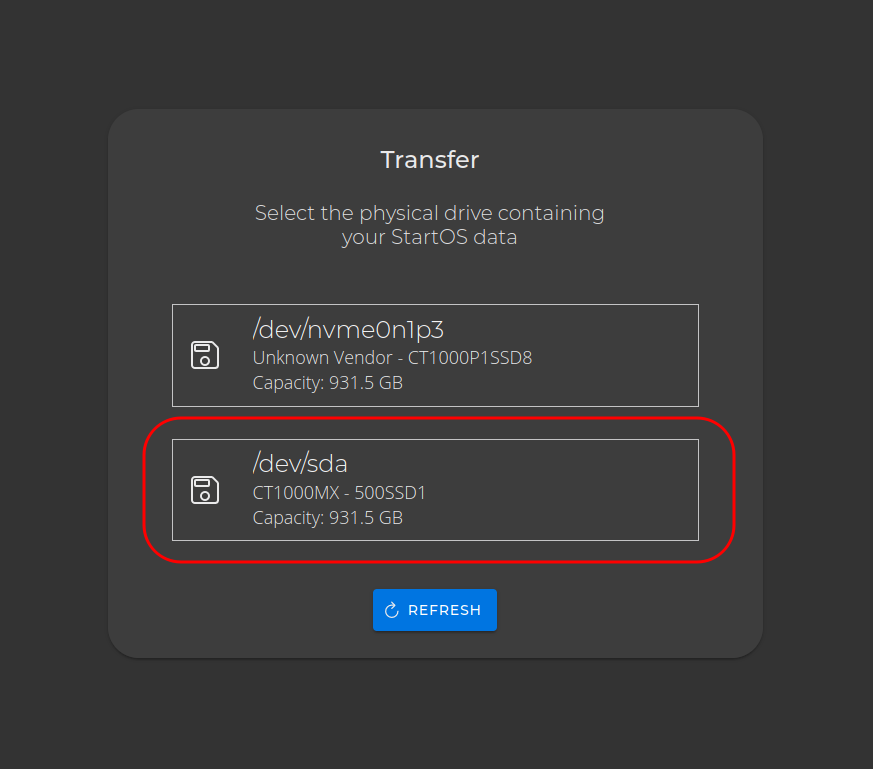 Transfer
Select the physical drive containing
your StartOS data
/dev/nvme0n1p3
Unknown Vendor - CT1000P1SSD8
Capacity: 931.5 GB
/dev/sda
CT1000MX - 500SSD1
Capacity: 931.5 GB
REFRESH